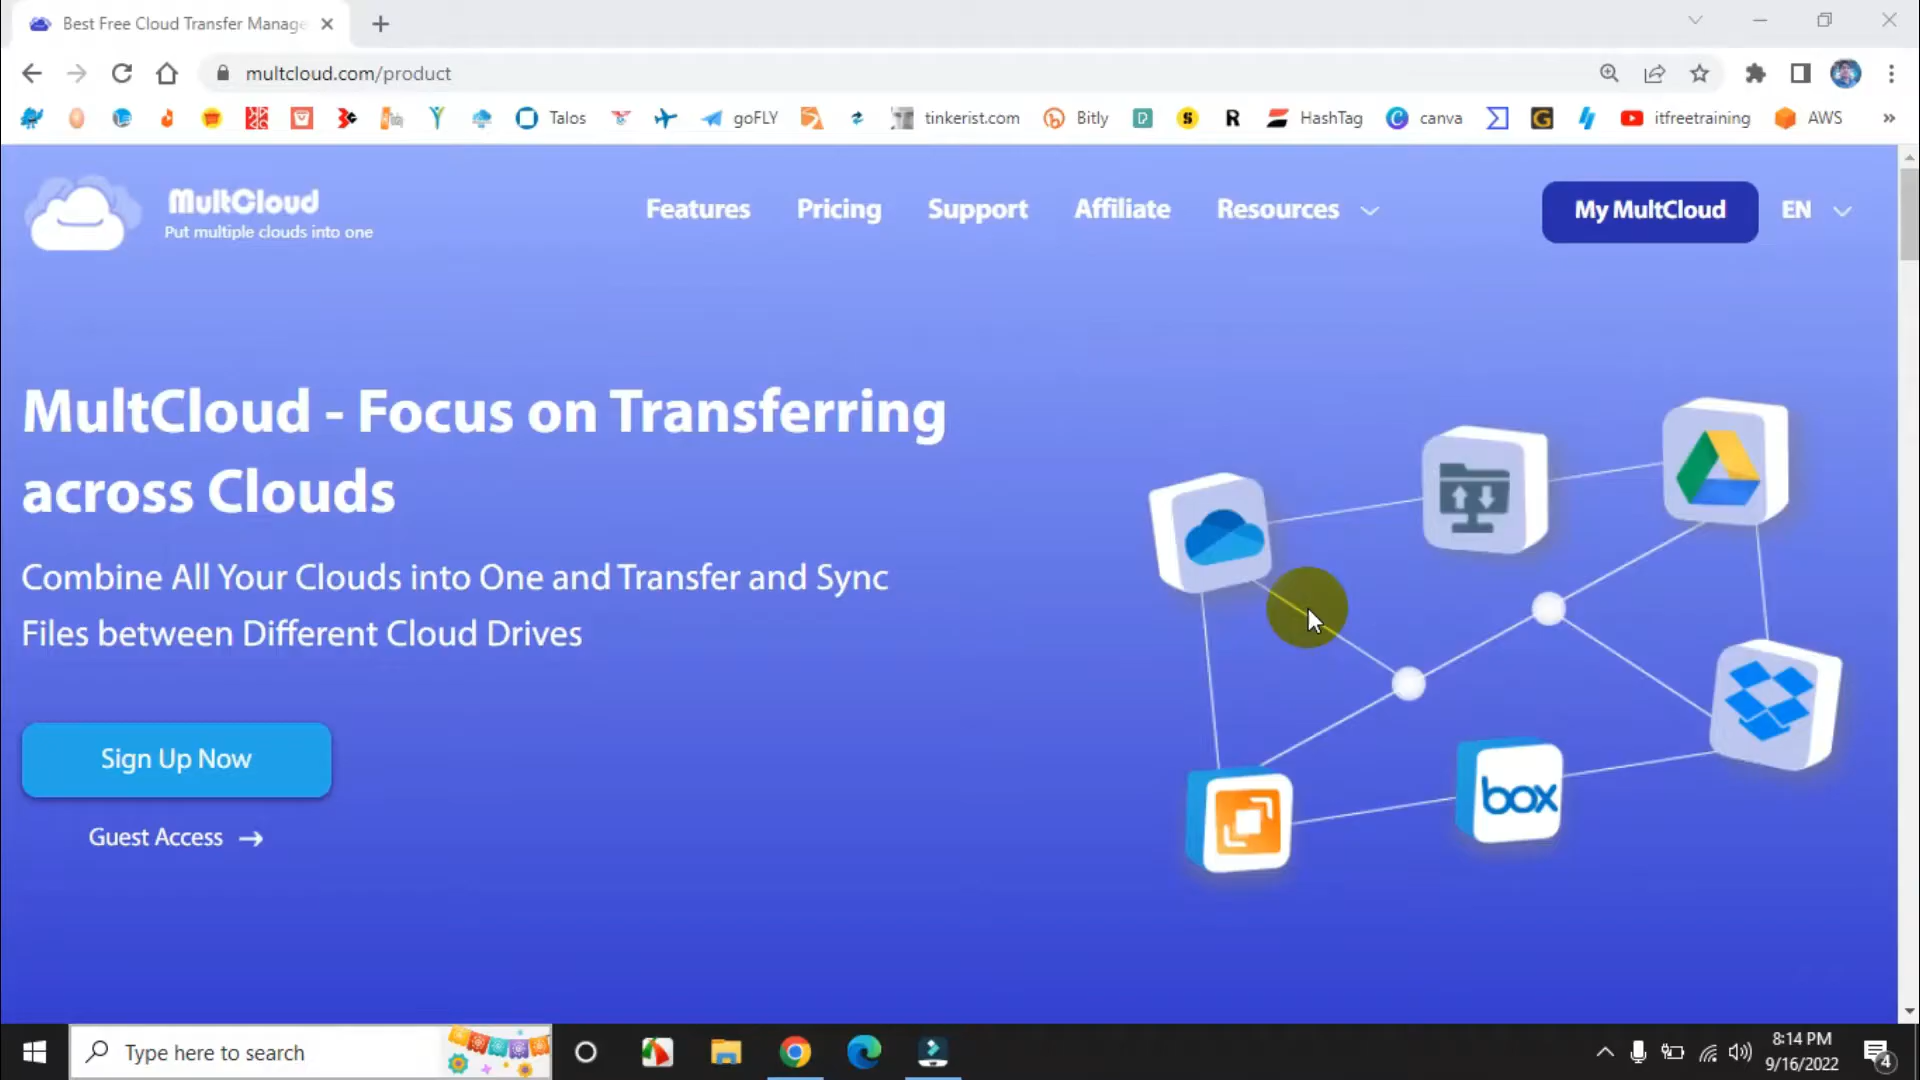 Best Free Cloud Transfer Manage
multcloud.com/product
Talos
goFLY
tinkerist.com
Bitly
HashTag
canva
itfreetraining
AWS
MultCloud
Put multiple clouds into one
Features
Pricing
Support
Affiliate
Resources
My MultCloud
EN
MultCloud - Focus on Transferring
across Clouds
Combine All Your Clouds into One and Transfer and Sync
Files between Different Cloud Drives
Sign Up Now
Guest Access
box
Type here to search
8:14 PM
9/16/2022
4